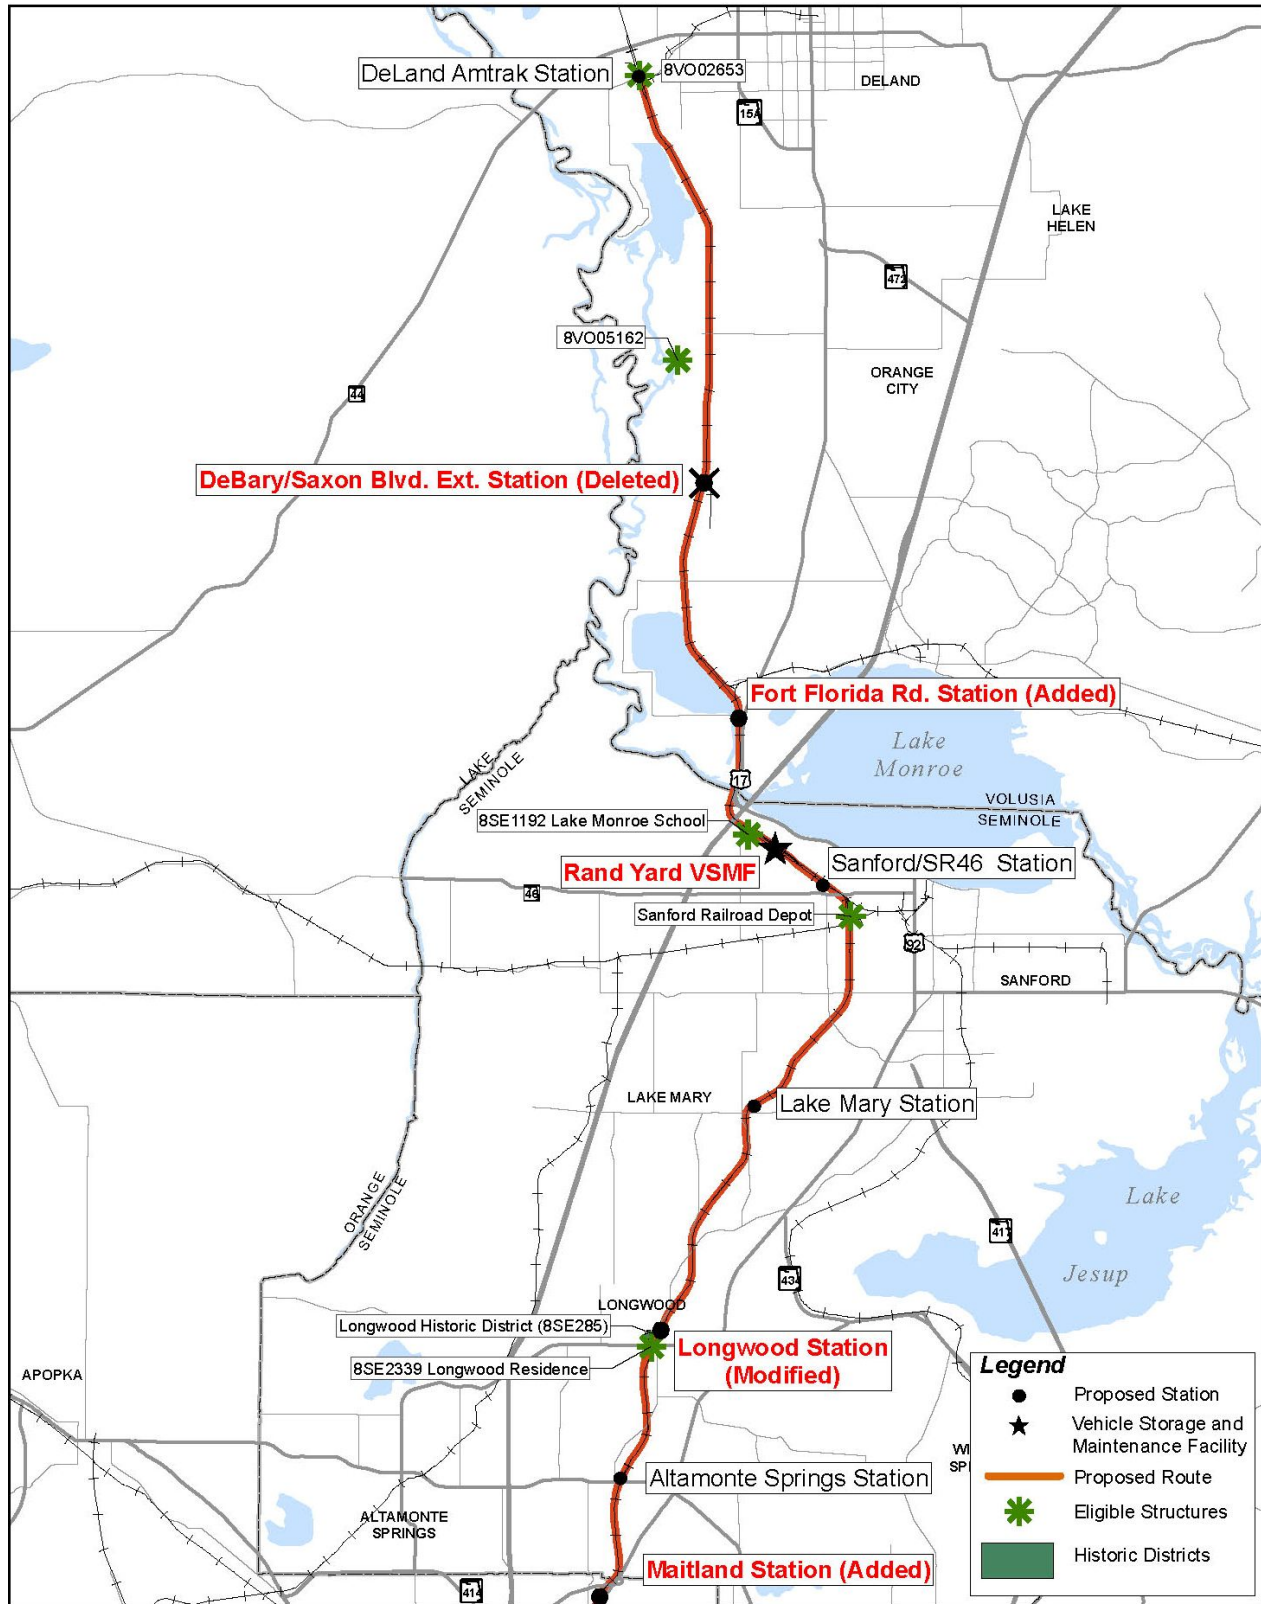 DeLand Amtrak Station
8VO02653
DELAND
15A
LAKE
HELEN
472
8VO05162
ORANGE
CITY
44
DeBary/Saxon Blvd. Ext. Station (Deleted)
Fort Florida Rd. Station (Added)
Lake
Monroe
17
LAKE
SEMINOLE
VOLUSIA
SEMINOLE
8SE1192 Lake Monroe School
Rand Yard VSMF
Sanford/SR46 Station
46
Sanford Railroad Depot
92
SANFORD
LAKE MARY
Lake Mary Station
ORANGE
SEMINOLE
Lake
Jesup
417
434
LONGWOOD
Longwood Historic District (8SE285)
8SE2339 Longwood Residence
Longwood Station
(Modified)
APOPKA
Altamonte Springs Station
ALTAMONTE
SPRINGS
Maitland Station (Added)
414
WI
SP
Legend
Proposed Station
Vehicle Storage and
Maintenance Facility
Proposed Route
Eligible Structures
Historic Districts